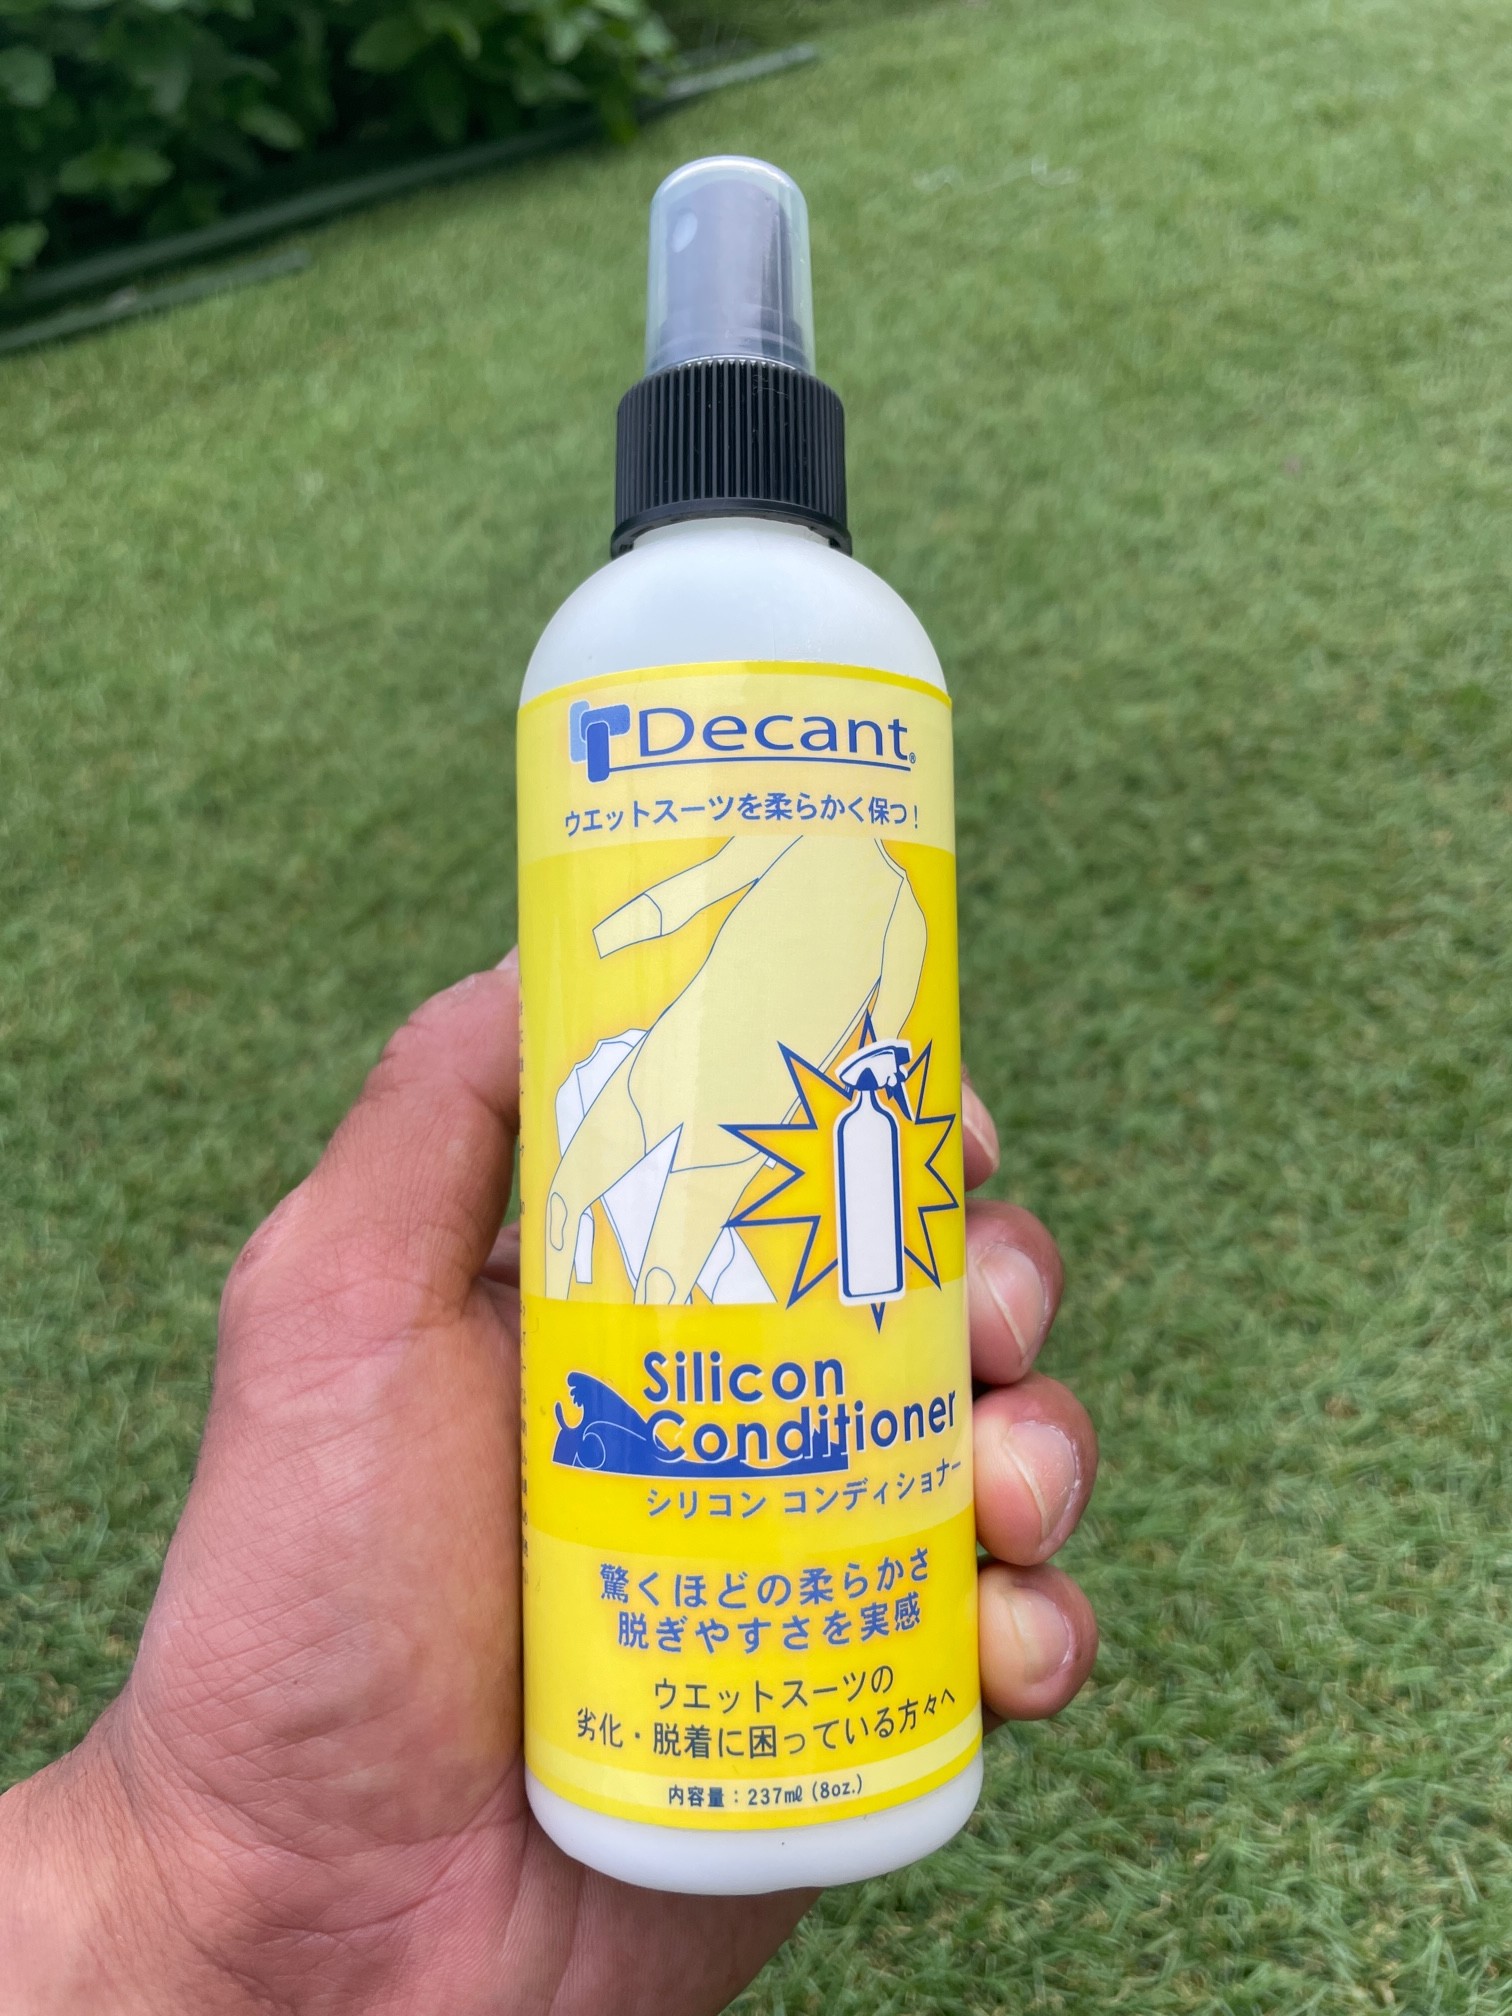 Decant®
ウエットスーツを柔らかく保つ！
Silicon
Conditioner
シリコン コンディショナー
驚くほどの柔らかさ
脱ぎやすさを実感
ウエットスーツの
劣化・脱着に困っている方々へ
内容量：237㎖ (8oz.)